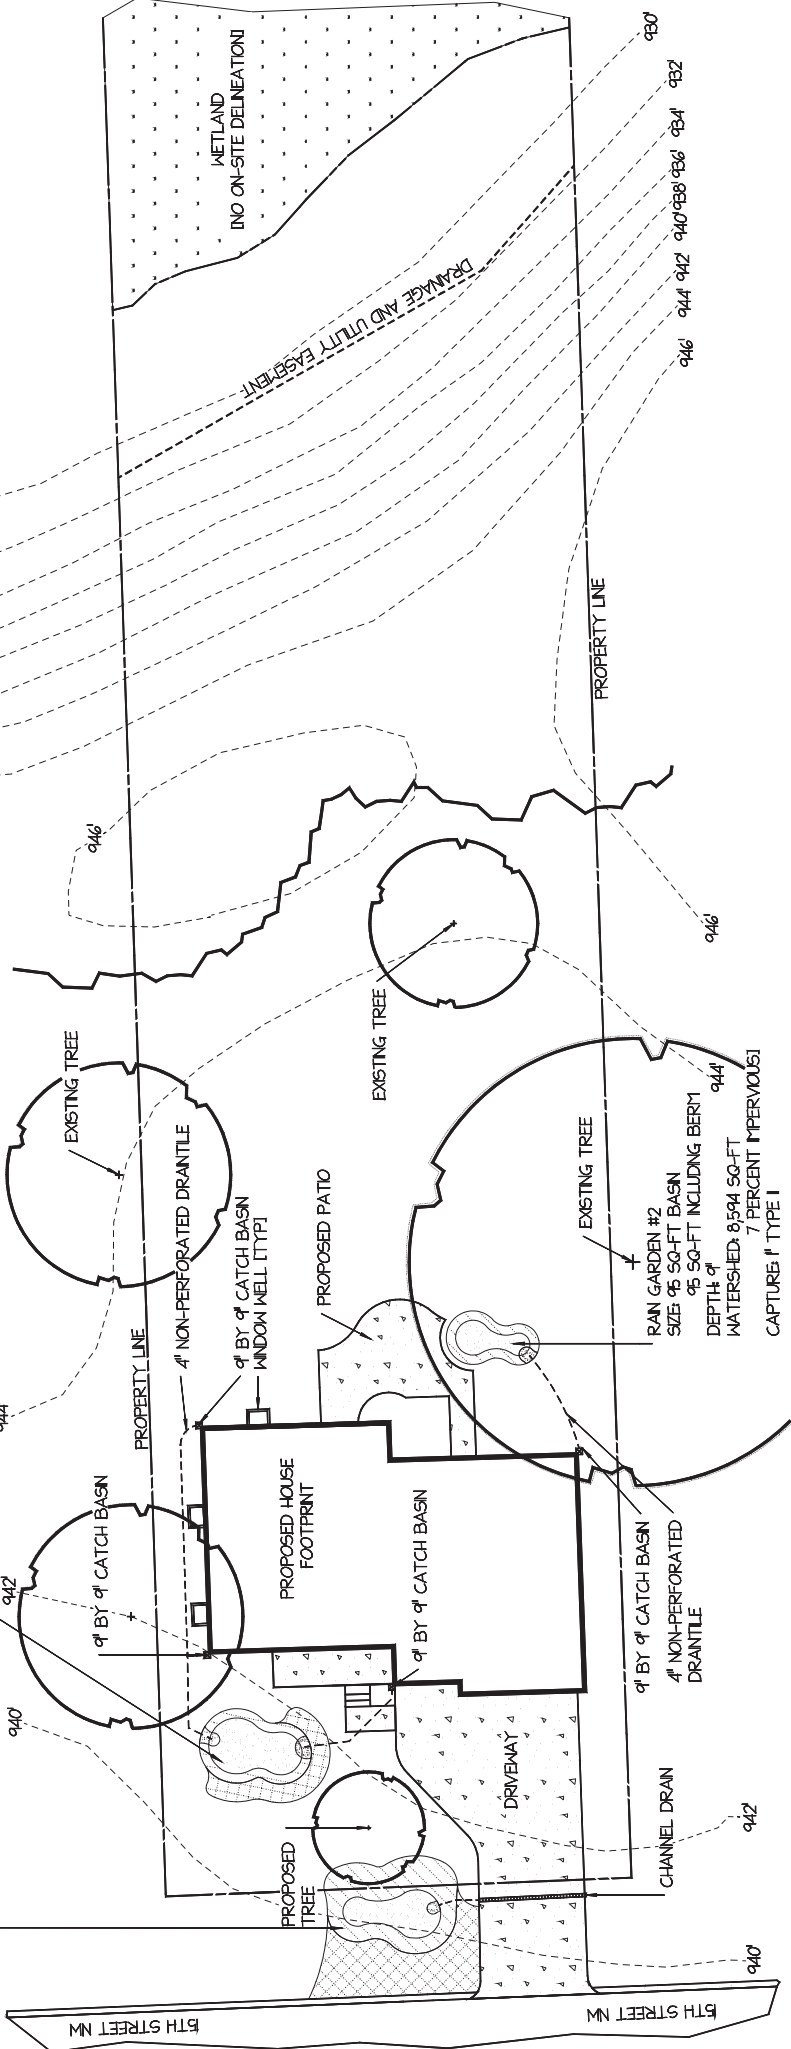 WETLAND
[NO ON-SITE DELINEATION]
930'
932'
934'
936'
938'
940'
942'
944'
946'
DRAINAGE AND UTILITY EASEMENT
PROPERTY LINE
946'
946'
EXISTING TREE
EXISTING TREE
944'
EXISTING TREE
4" NON-PERFORATED DRAINTILE
9" BY 9" CATCH BASIN
WINDOW WELL [TYP]
PROPOSED PATIO
RAIN GARDEN #2
SIZE: 95 SQ-FT BASIN
95 SQ-FT INCLUDING BERM
DEPTH: 9"
WATERSHED: 8,594 SQ-FT
7 PERCENT IMPERVIOUS]
CAPTURE: 1" TYPE II
PROPERTY LINE
944
9" BY 9" CATCH BASIN
PROPOSED HOUSE
FOOTPRINT
9" BY 9" CATCH BASIN
9" BY 9" CATCH BASIN
4" NON-PERFORATED
DRAINTILE
942'
940'
DRIVEWAY
CHANNEL DRAIN
942'
PROPOSED
TREE
940'
15TH STREET NW
15TH STREET NW